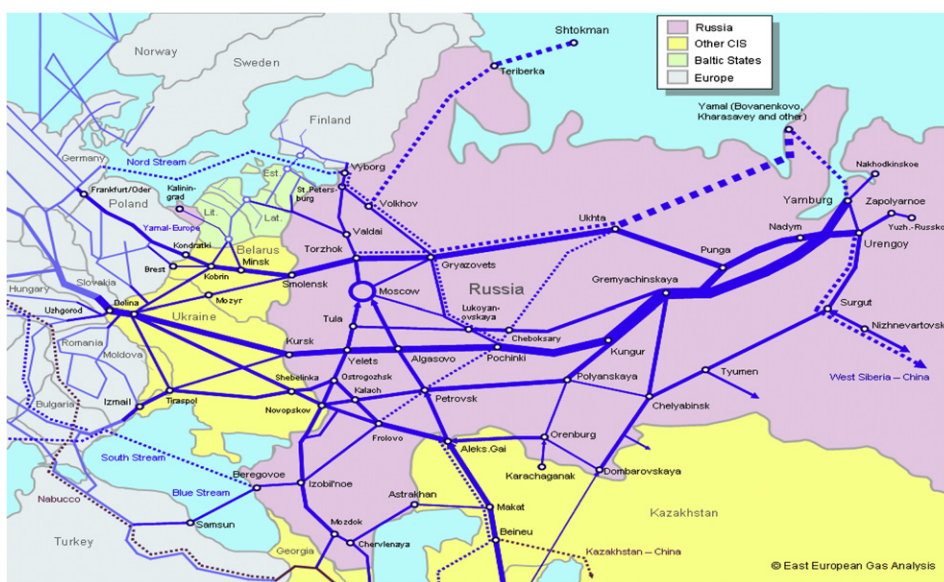 Shtokman
Russia
Other CIS
Baltic States
Europe
Norway
Sweden
Teriberka
Finland
Yamal (Bovanenkovo,
Kharasavey and other)
Germany
Nord Stream
Vyborg
Nakhodkinskoe
Frankfurt/Oder
Kalinin-
grad
Est.
St. Peters-
burg
Volkhov
Yamburg
Zapolyarnoe
Poland
Lit.
Lat.
Ukhta
Nadym
Yuzh.-Russkoe
Yamal-Europe
Valdai
Urengoy
Kondratki
Belarus
Torzhok
Punga
Brest
Kobrin
Minsk
Gryazovets
Gremyachinskaya
Slovakia
Smolensk
Moscow
Russia
Hungary
Dolina
Mozyr
Lukoyan-
ovskaya
Surgut
Uzhgorod
Ukraine
Tula
Cheboksary
Nizhnevartovsk
Romania
Kursk
Pochinki
Kungur
Moldova
Yelets
Algasovo
Shebelinka
Ostrogozhsk
Polyanskaya
Tyumen
West Siberia – China
Bulgaria
Izmail
Tiraspol
Kalach
Petrovsk
Chelyabinsk
Novopskov
Frolovo
Orenburg
South Stream
Aleks.Gai
Beregovoe
Karachaganak
Dombarovskaya
Nabucco
Blue Stream
Izobil'noe
Astrakhan
Makat
Samsun
Mozdok
Kazakhstan
Turkey
Georgia
Chervlenaya
Beineu
Kazakhstan – China
© East European Gas Analysis